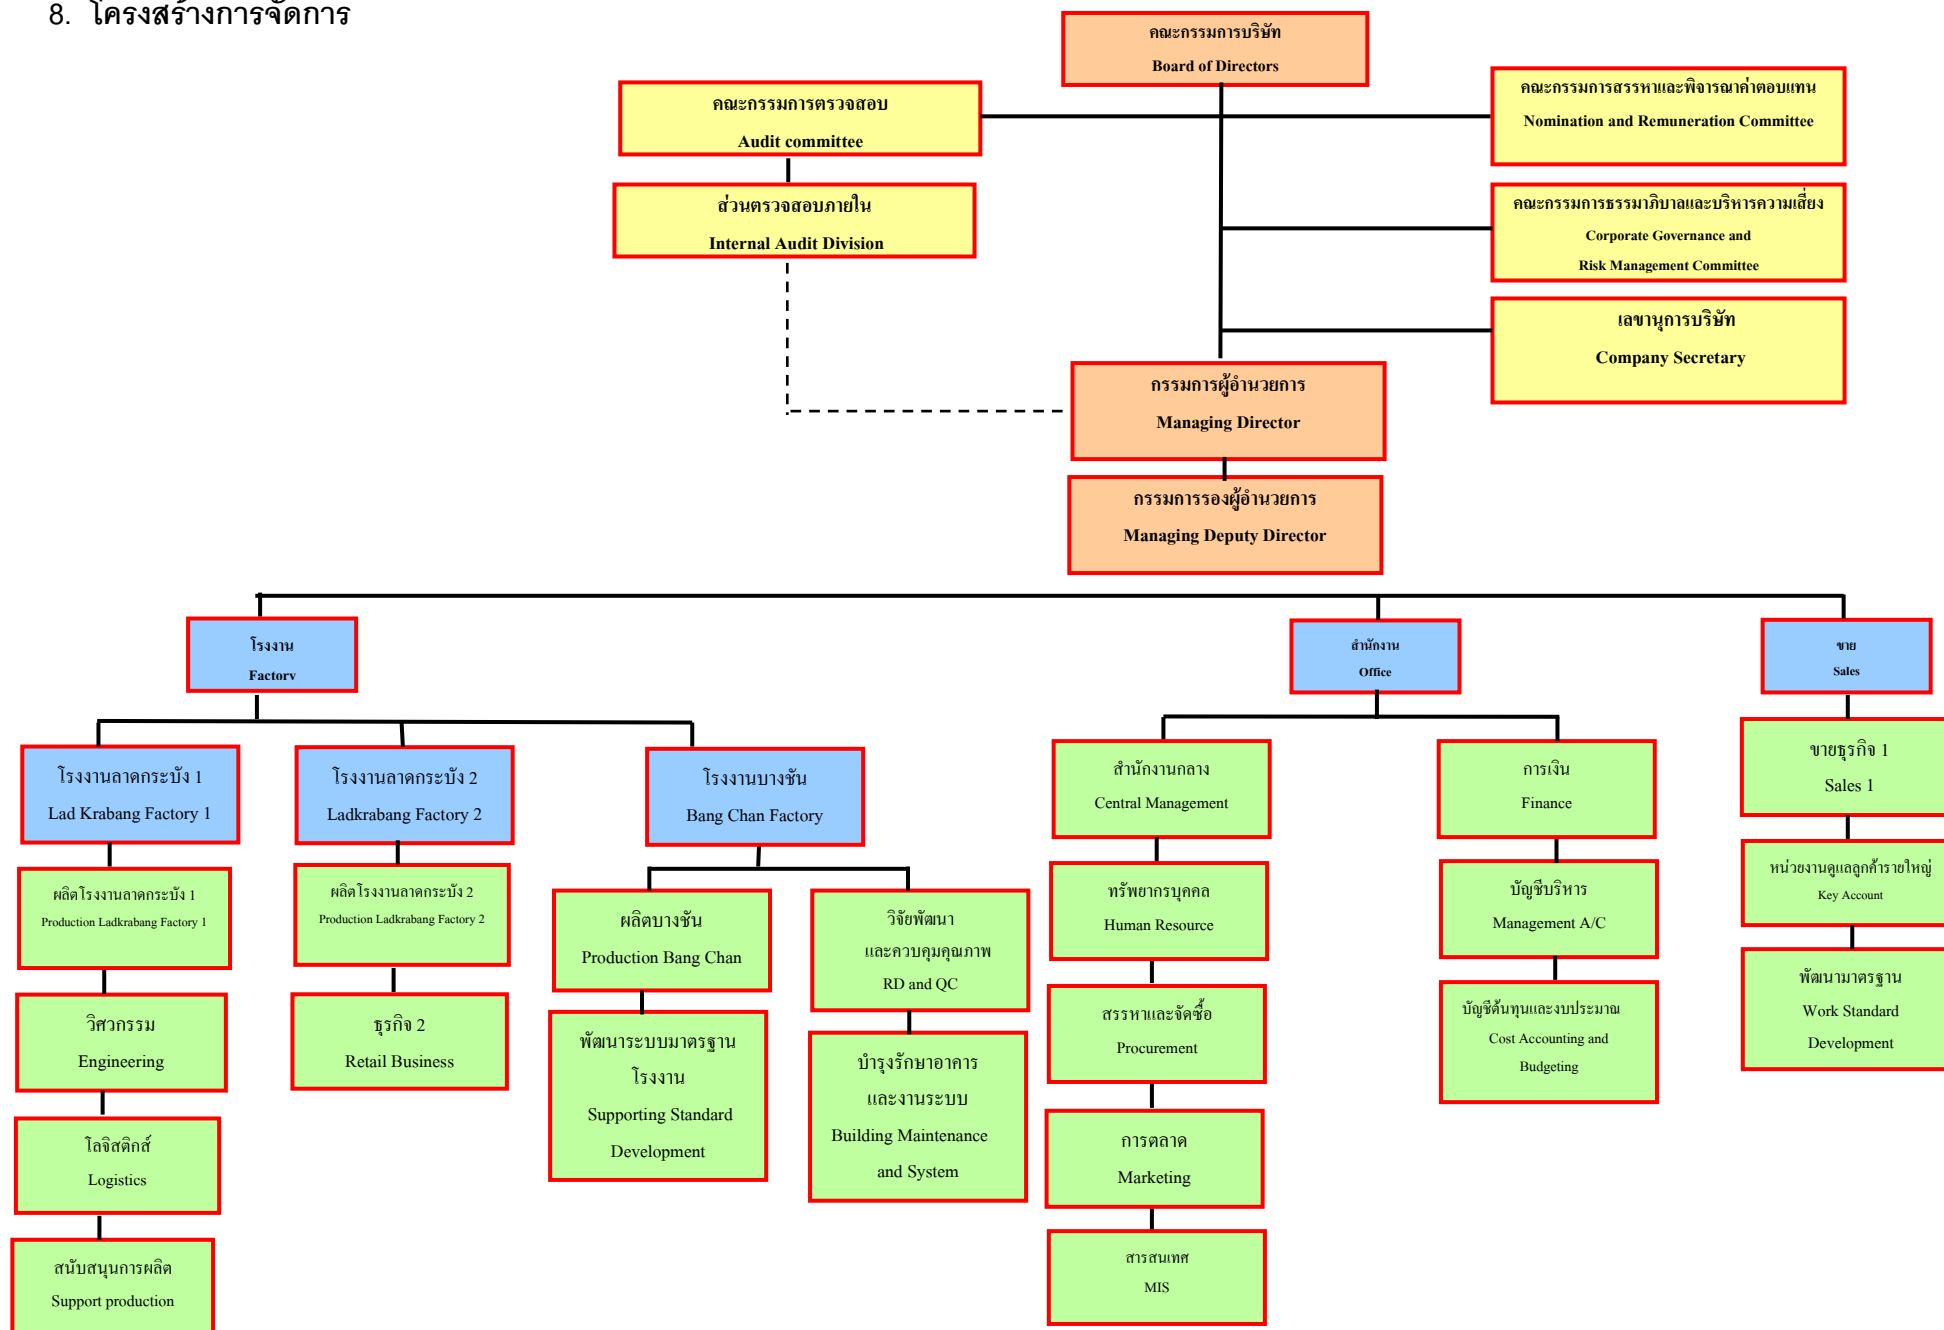 8. โครงสร้างการจัดการ
คณะกรรมการบริษัท
Board of Directors
คณะกรรมการตรวจสอบ
Audit committee
คณะกรรมการสรรหาและพิจารณาค่าตอบแทน
Nomination and Remuneration Committee
ส่วนตรวจสอบภายใน
Internal Audit Division
คณะกรรมการธรรมาภิบาลและบริหารความเสี่ยง
Corporate Governance and
Risk Management Committee
เลขานุการบริษัท
Company Secretary
กรรมการผู้อำนวยการ
Managing Director
กรรมการรองผู้อำนวยการ
Managing Deputy Director
โรงงาน
Factory
สำนักงาน
Office
ขาย
Sales
โรงงานลาดกระบัง 1
Lad Krabang Factory 1
โรงงานลาดกระบัง 2
Ladkrabang Factory 2
โรงงานบางชัน
Bang Chan Factory
สำนักงานกลาง
Central Management
การเงิน
Finance
ขายธุรกิจ 1
Sales 1
ผลิตโรงงานลาดกระบัง 1
Production Ladkrabang Factory 1
ผลิตโรงงานลาดกระบัง 2
Production Ladkrabang Factory 2
ผลิตบางชัน
Production Bang Chan
วิจัยพัฒนา
และควบคุมคุณภาพ
RD and QC
ทรัพยากรบุคคล
Human Resource
บัญชีบริหาร
Management A/C
หน่วยงานดูแลลูกค้ารายใหญ่
Key Account
วิศวกรรม
Engineering
ธุรกิจ 2
Retail Business
พัฒนาระบบมาตรฐาน
โรงงาน
Supporting Standard
Development
บำรุงรักษาอาคาร
และงานระบบ
Building Maintenance
and System
สรรหาและจัดซื้อ
Procurement
บัญชีต้นทุนและงบประมาณ
Cost Accounting and
Budgeting
พัฒนามาตรฐาน
Work Standard
Development
โลจิสติกส์
Logistics
การตลาด
Marketing
สนับสนุนการผลิต
Support production
สารสนเทศ
MIS